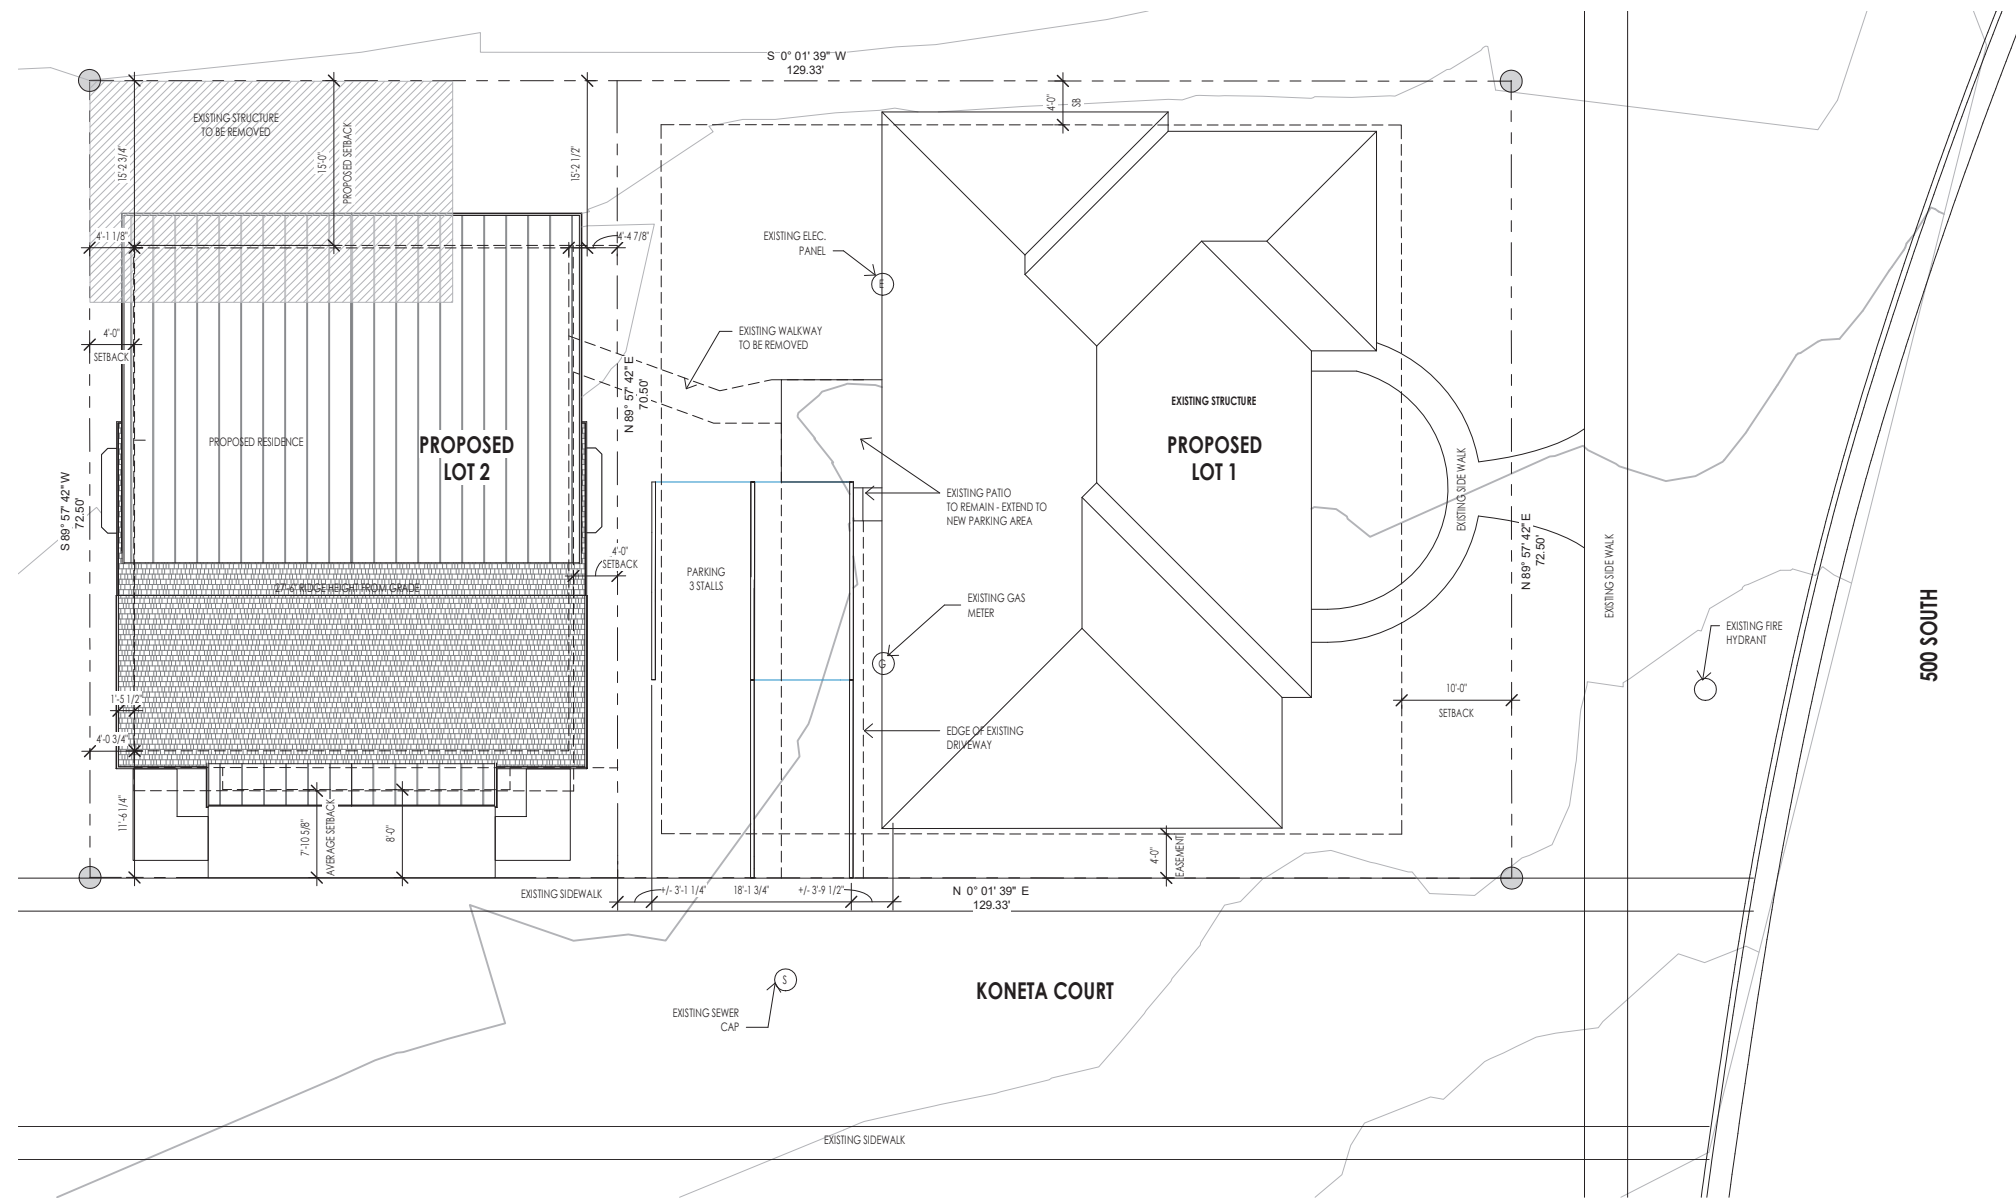 S 0° 01' 39" W
129.33'
EXISTING STRUCTURE
TO BE REMOVED
15'-2 3/4"
15'-0"
PROPOSED SETBACK
15'-2 1/2"
4'-0"
SB
4'-1 1/8"
4'-4 7/8"
EXISTING ELEC.
PANEL
E
4'-0"
SETBACK
EXISTING WALKWAY
TO BE REMOVED
N 89° 57' 42" E
70.50'
EXISTING STRUCTURE
PROPOSED
LOT 1
PROPOSED RESIDENCE
PROPOSED
LOT 2
S 89° 57' 42" W
72.50'
EXISTING PATIO
TO REMAIN - EXTEND TO
NEW PARKING AREA
EXISTING SIDE WALK
N 89° 57' 42" E
72.50'
EXISTING SIDE WALK
4'-0"
SETBACK
PARKING
3 STALLS
27'-6" RIDGE HEIGHT FROM GRADE
EXISTING GAS
METER
G
EXISTING FIRE
HYDRANT
500 SOUTH
1'-5 1/2"
10'-0"
SETBACK
4'-0 3/4"
EDGE OF EXISTING
DRIVEWAY
11'-6 1/4"
7'-10 5/8"
AVERAGE SETBACK
8'-0"
4'-0"
EASEMENT
EXISTING SIDEWALK
+/- 3'-1 1/4"
18'-1 3/4"
+/- 3'-9 1/2"
N 0° 01' 39" E
129.33'
S
EXISTING SEWER
CAP
KONETA COURT
EXISTING SIDEWALK